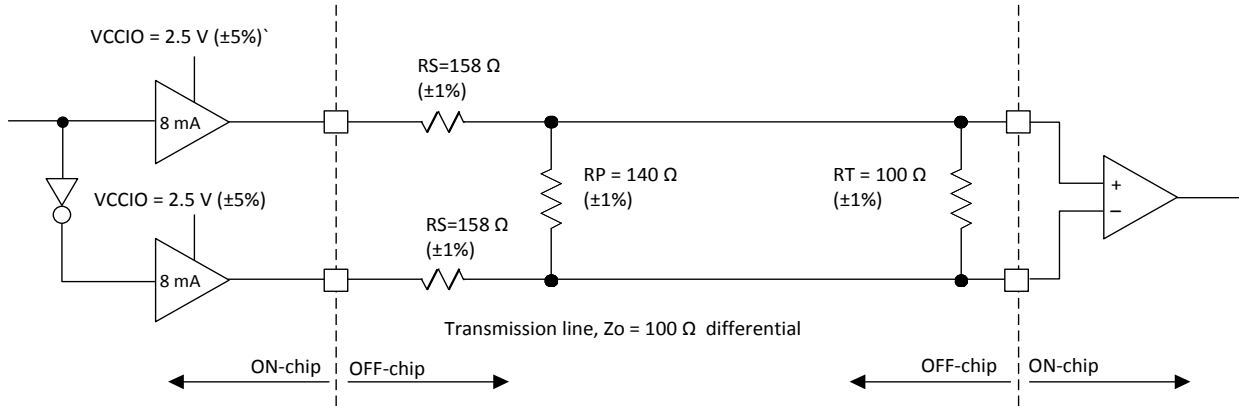 VCCIO = 2.5 V (±5%)`
8 mA
RS=158 Ω
(±1%)
RP = 140 Ω
(±1%)
RT = 100 Ω
(±1%)
+
−
VCCIO = 2.5 V (±5%)
8 mA
RS=158 Ω
(±1%)
Transmission line, Zo = 100 Ω differential
ON-chip
OFF-chip
OFF-chip
ON-chip